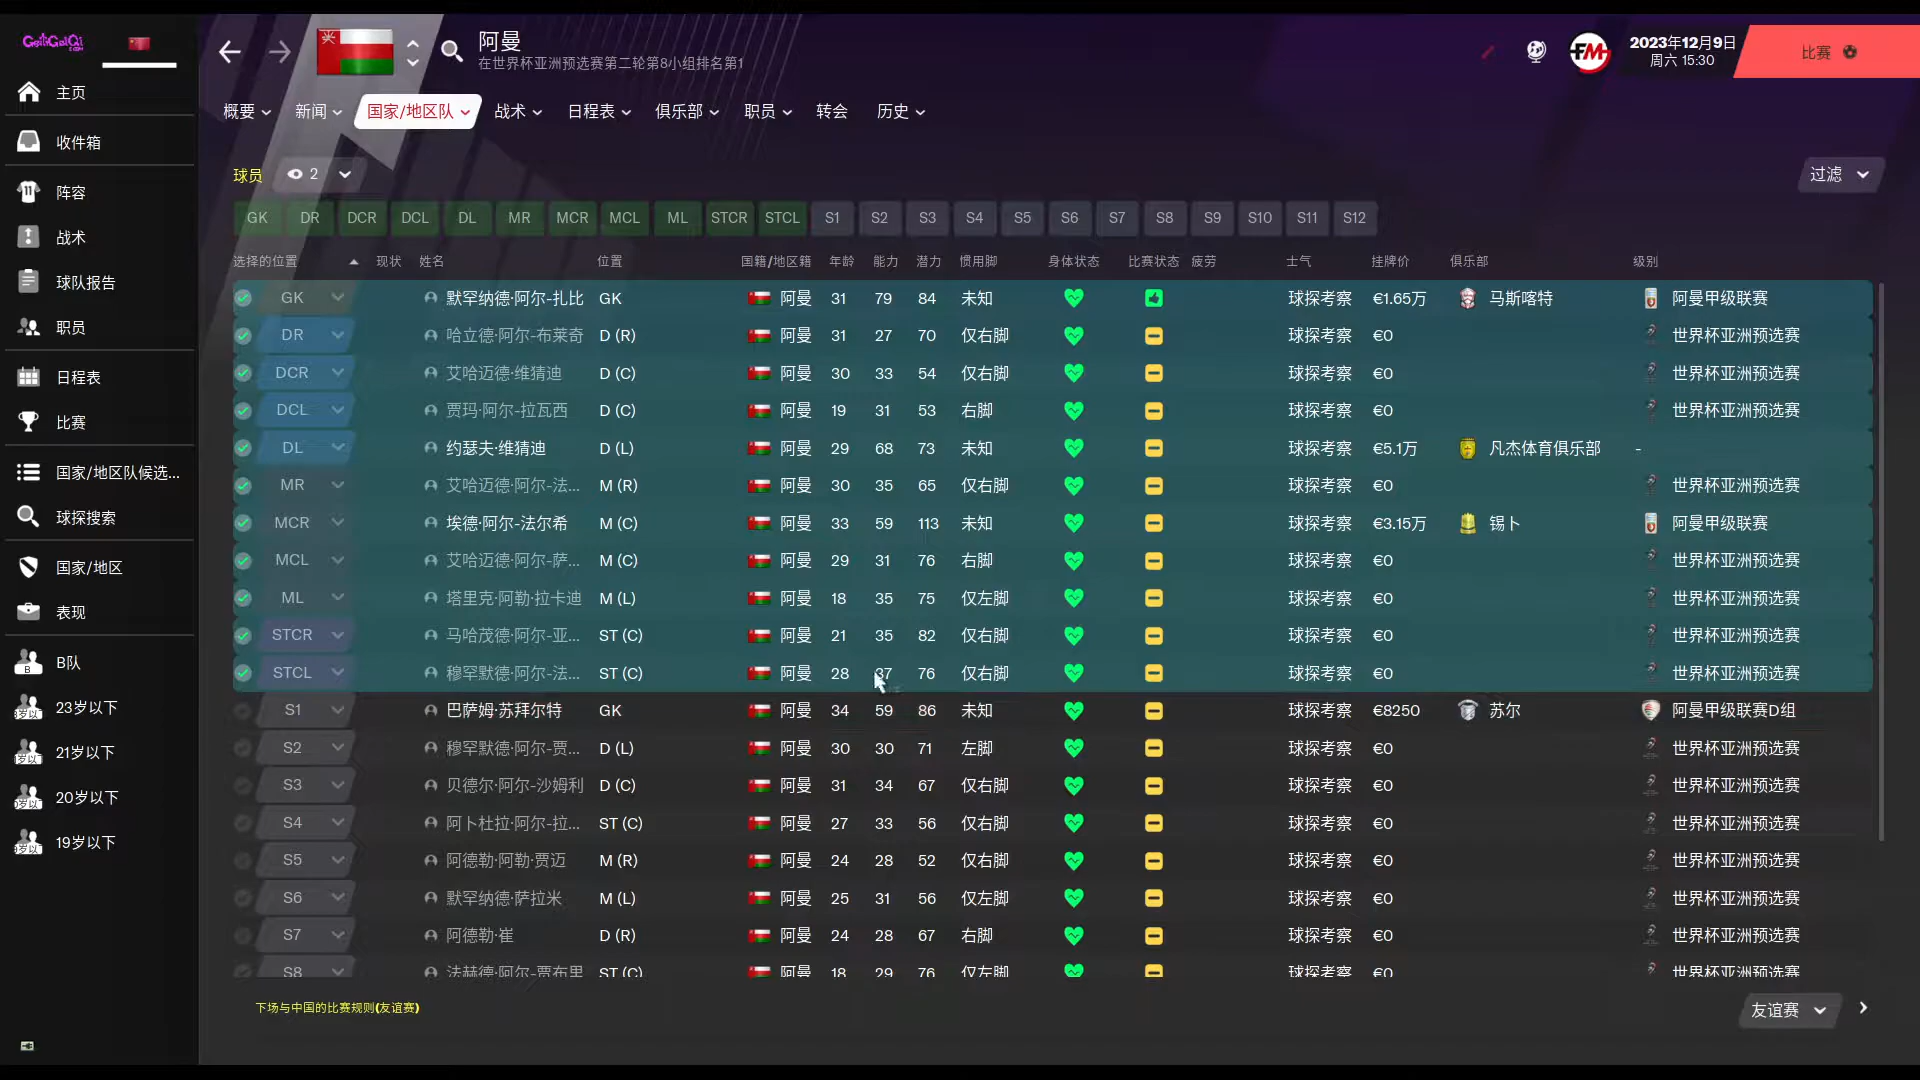 阿曼
在世界杯亚洲预选赛第二轮第8小组排名第1
2023年12月9日
周六 15:30
比赛
概要 新闻 国家/地区队 战术 日程表 俱乐部 职员 转会 历史
主页
收件箱
阵容
战术
球队报告
职员
日程表
比赛
国家/地区队候选...
球探搜索
国家/地区
表现
B队
23岁以下
21岁以下
20岁以下
19岁以下
球员 2 过滤
GK DR DCR DCL DL MR MCR MCL ML STCR STCL S1 S2 S3 S4 S5 S6 S7 S8 S9 S10 S11 S12
选择的位置 现状 姓名 位置 国籍/地区籍 年龄 能力 潜力 惯用脚 身体状态 比赛状态 疲劳 士气 挂牌价 俱乐部 级别
GK 默罕纳德·阿尔-扎比 GK 阿曼 31 79 84 未知 球探考察 €1.65万 马斯喀特 阿曼甲级联赛
DR 哈立德·阿尔-布莱奇 D (R) 阿曼 31 27 70 仅右脚 球探考察 €0 世界杯亚洲预选赛
DCR 艾哈迈德·维猜迪 D (C) 阿曼 30 33 54 仅右脚 球探考察 €0 世界杯亚洲预选赛
DCL 贾玛·阿尔-拉瓦西 D (C) 阿曼 19 31 53 右脚 球探考察 €0 世界杯亚洲预选赛
DL 约瑟夫·维猜迪 D (L) 阿曼 29 68 73 未知 球探考察 €5.1万 凡杰体育俱乐部 -
MR 艾哈迈德·阿尔-法... M (R) 阿曼 30 35 65 仅右脚 球探考察 €0 世界杯亚洲预选赛
MCR 埃德·阿尔-法尔希 M (C) 阿曼 33 59 113 未知 球探考察 €3.15万 锡卜 阿曼甲级联赛
MCL 艾哈迈德·阿尔-萨... M (C) 阿曼 29 31 76 右脚 球探考察 €0 世界杯亚洲预选赛
ML 塔里克·阿勒·拉卡迪 M (L) 阿曼 18 35 75 仅左脚 球探考察 €0 世界杯亚洲预选赛
STCR 马哈茂德·阿尔-亚... ST (C) 阿曼 21 35 82 仅右脚 球探考察 €0 世界杯亚洲预选赛
STCL 穆罕默德·阿尔-法... ST (C) 阿曼 28 37 76 仅右脚 球探考察 €0 世界杯亚洲预选赛
S1 巴萨姆·苏拜尔特 GK 阿曼 34 59 86 未知 球探考察 €8250 苏尔 阿曼甲级联赛D组
S2 穆罕默德·阿尔-贾... D (L) 阿曼 30 30 71 左脚 球探考察 €0 世界杯亚洲预选赛
S3 贝德尔·阿尔-沙姆利 D (C) 阿曼 31 34 67 仅右脚 球探考察 €0 世界杯亚洲预选赛
S4 阿卜杜拉·阿尔-拉... ST (C) 阿曼 27 33 56 仅右脚 球探考察 €0 世界杯亚洲预选赛
S5 阿德勒·阿勒·贾迈 M (R) 阿曼 24 28 52 仅右脚 球探考察 €0 世界杯亚洲预选赛
S6 默罕纳德·萨拉米 M (L) 阿曼 25 31 56 仅左脚 球探考察 €0 世界杯亚洲预选赛
S7 阿德勒·崔 D (R) 阿曼 24 28 67 右脚 球探考察 €0 世界杯亚洲预选赛
S8 法赫德·阿尔-贾布里 ST (C) 阿曼 18 29 76 仅左脚 球探考察 €0 世界杯亚洲预选赛
下场与中国的比赛规则(友谊赛)
友谊赛